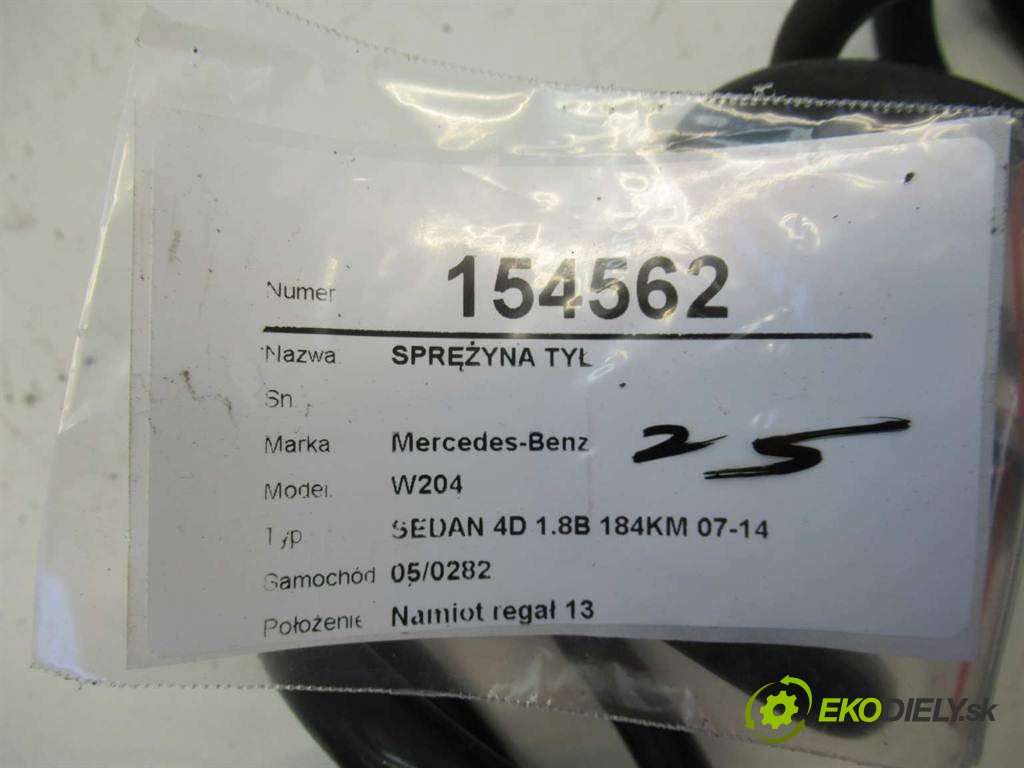 Numer 154562
Nazwa SPRĘŻYNA TYŁ
Sn.
Marka Mercedes-Benz 25
Model. W204
Typ SEDAN 4D 1.8B 184KM 07-14
Samochód 05/0282
Położenie Namiot regał 13
EKODIELY.sk